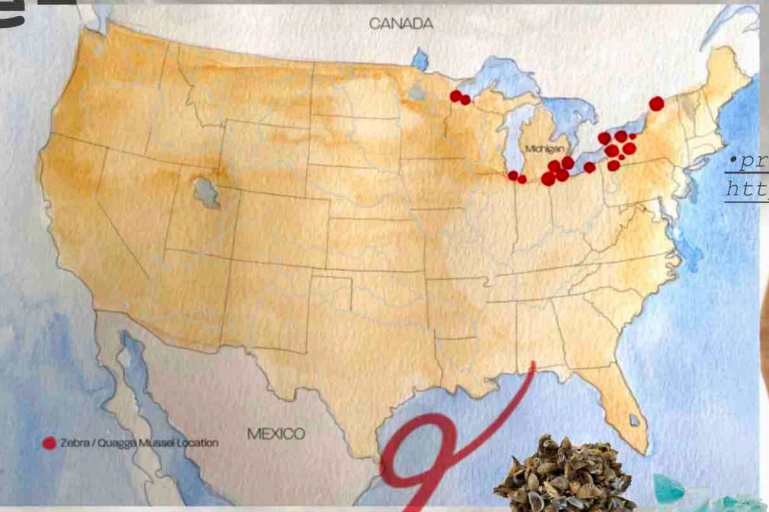 CANADA
Michigan
•pr
htt
Zebra / Quagga Mussel Location
MEXICO